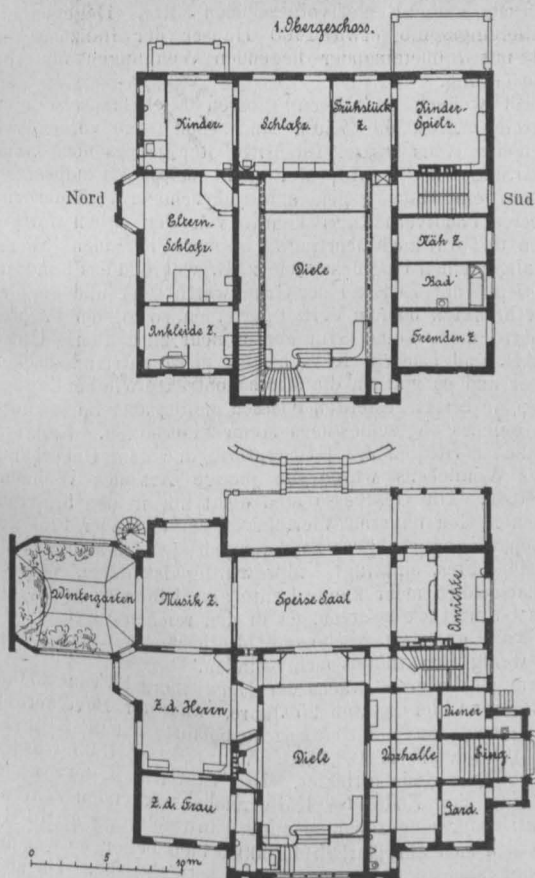 1. Obergeschoss.
Kinder
Schlafz.
Frühstück
Z.
Kinder-
Spielz.
Nord
Süd
Eltern-
Schlafz.
Diele
Näh Z.
Bad
Ankleide Z.
Fremden Z.
Wintergarten
Musik Z.
Speise Saal
Anrichte
Z. d. Herrn
Diele
Vorhalle
Diener
Eing.
Z. d. Frau
Gard.
0 5 10 m